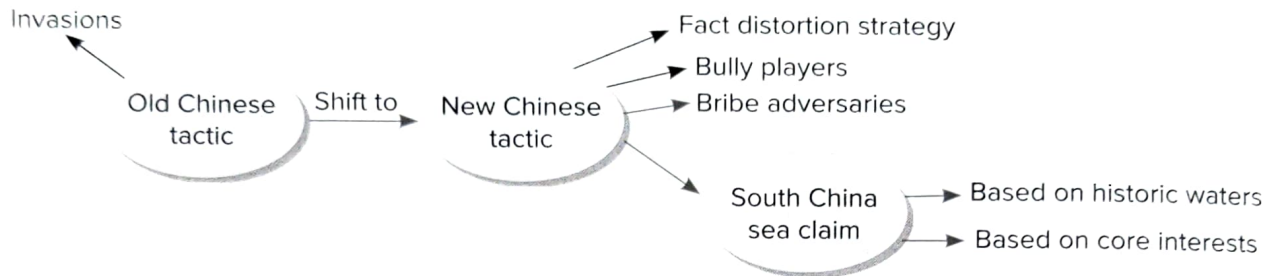 Invasions
Fact distortion strategy
Bully players
Old Chinese
tactic
Shift to
New Chinese
tactic
Bribe adversaries
South China
sea claim
Based on historic waters
Based on core interests